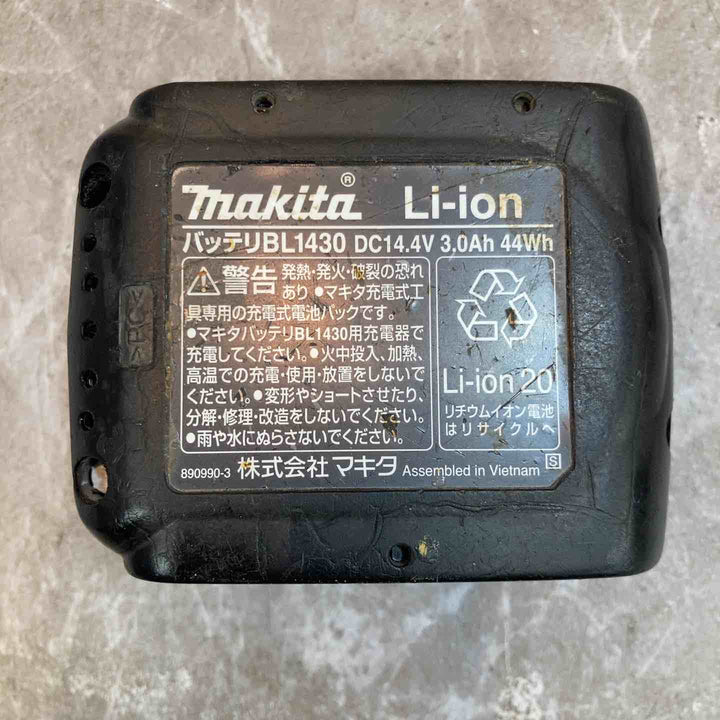 makita® Li-ion
バッテリBL1430 DC14.4V 3.0Ah 44Wh
警告 発熱・発火・破裂の恐れ
あり ●マキタ充電式工
具専用の充電式電池パックです。
●マキタバッテリBL1430用充電器で
充電してください。●火中投入、加熱、
高温での充電・使用・放置をしないで
ください。●変形やショートさせたり、
分解・修理・改造をしないでください。
●雨や水にぬらさないでください。
Li-ion 20
リチウムイオン電池
はリサイクルへ
890990-3 株式会社マキタ Assembled in Vietnam S
>PC<